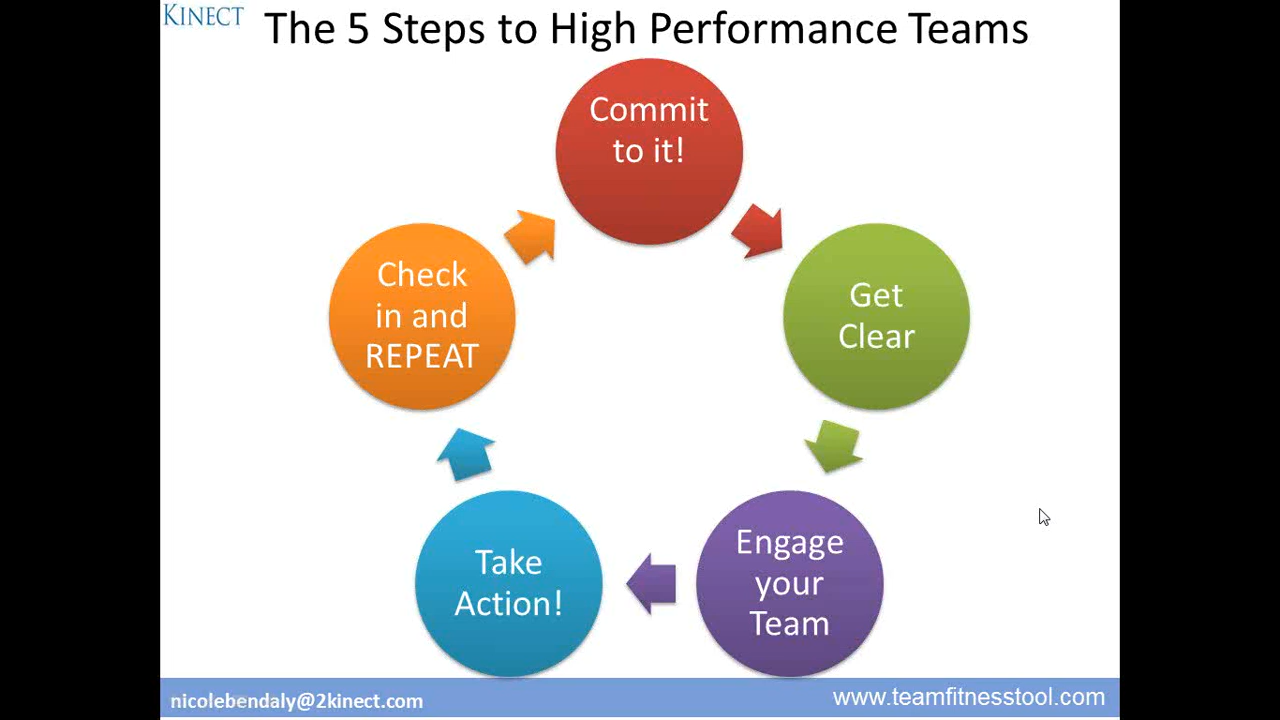 KINECT
The 5 Steps to High Performance Teams
Commit
to it!
Get
Clear
Engage
your
Team
Take
Action!
Check
in and
REPEAT
nicolebendaly@2kinect.com
www.teamfitnesstool.com